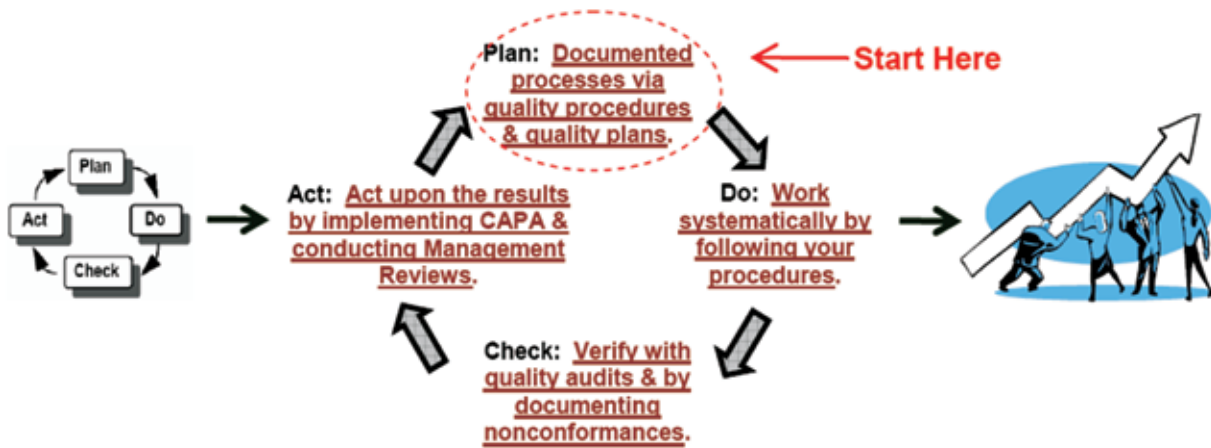 Plan: Documented
processes via
quality procedures
& quality plans.
Start Here
Plan
Act
Do
Check
Act: Act upon the results
by implementing CAPA &
conducting Management
Reviews.
Do: Work
systematically by
following your
procedures.
Check: Verify with
quality audits & by
documenting
nonconformances.